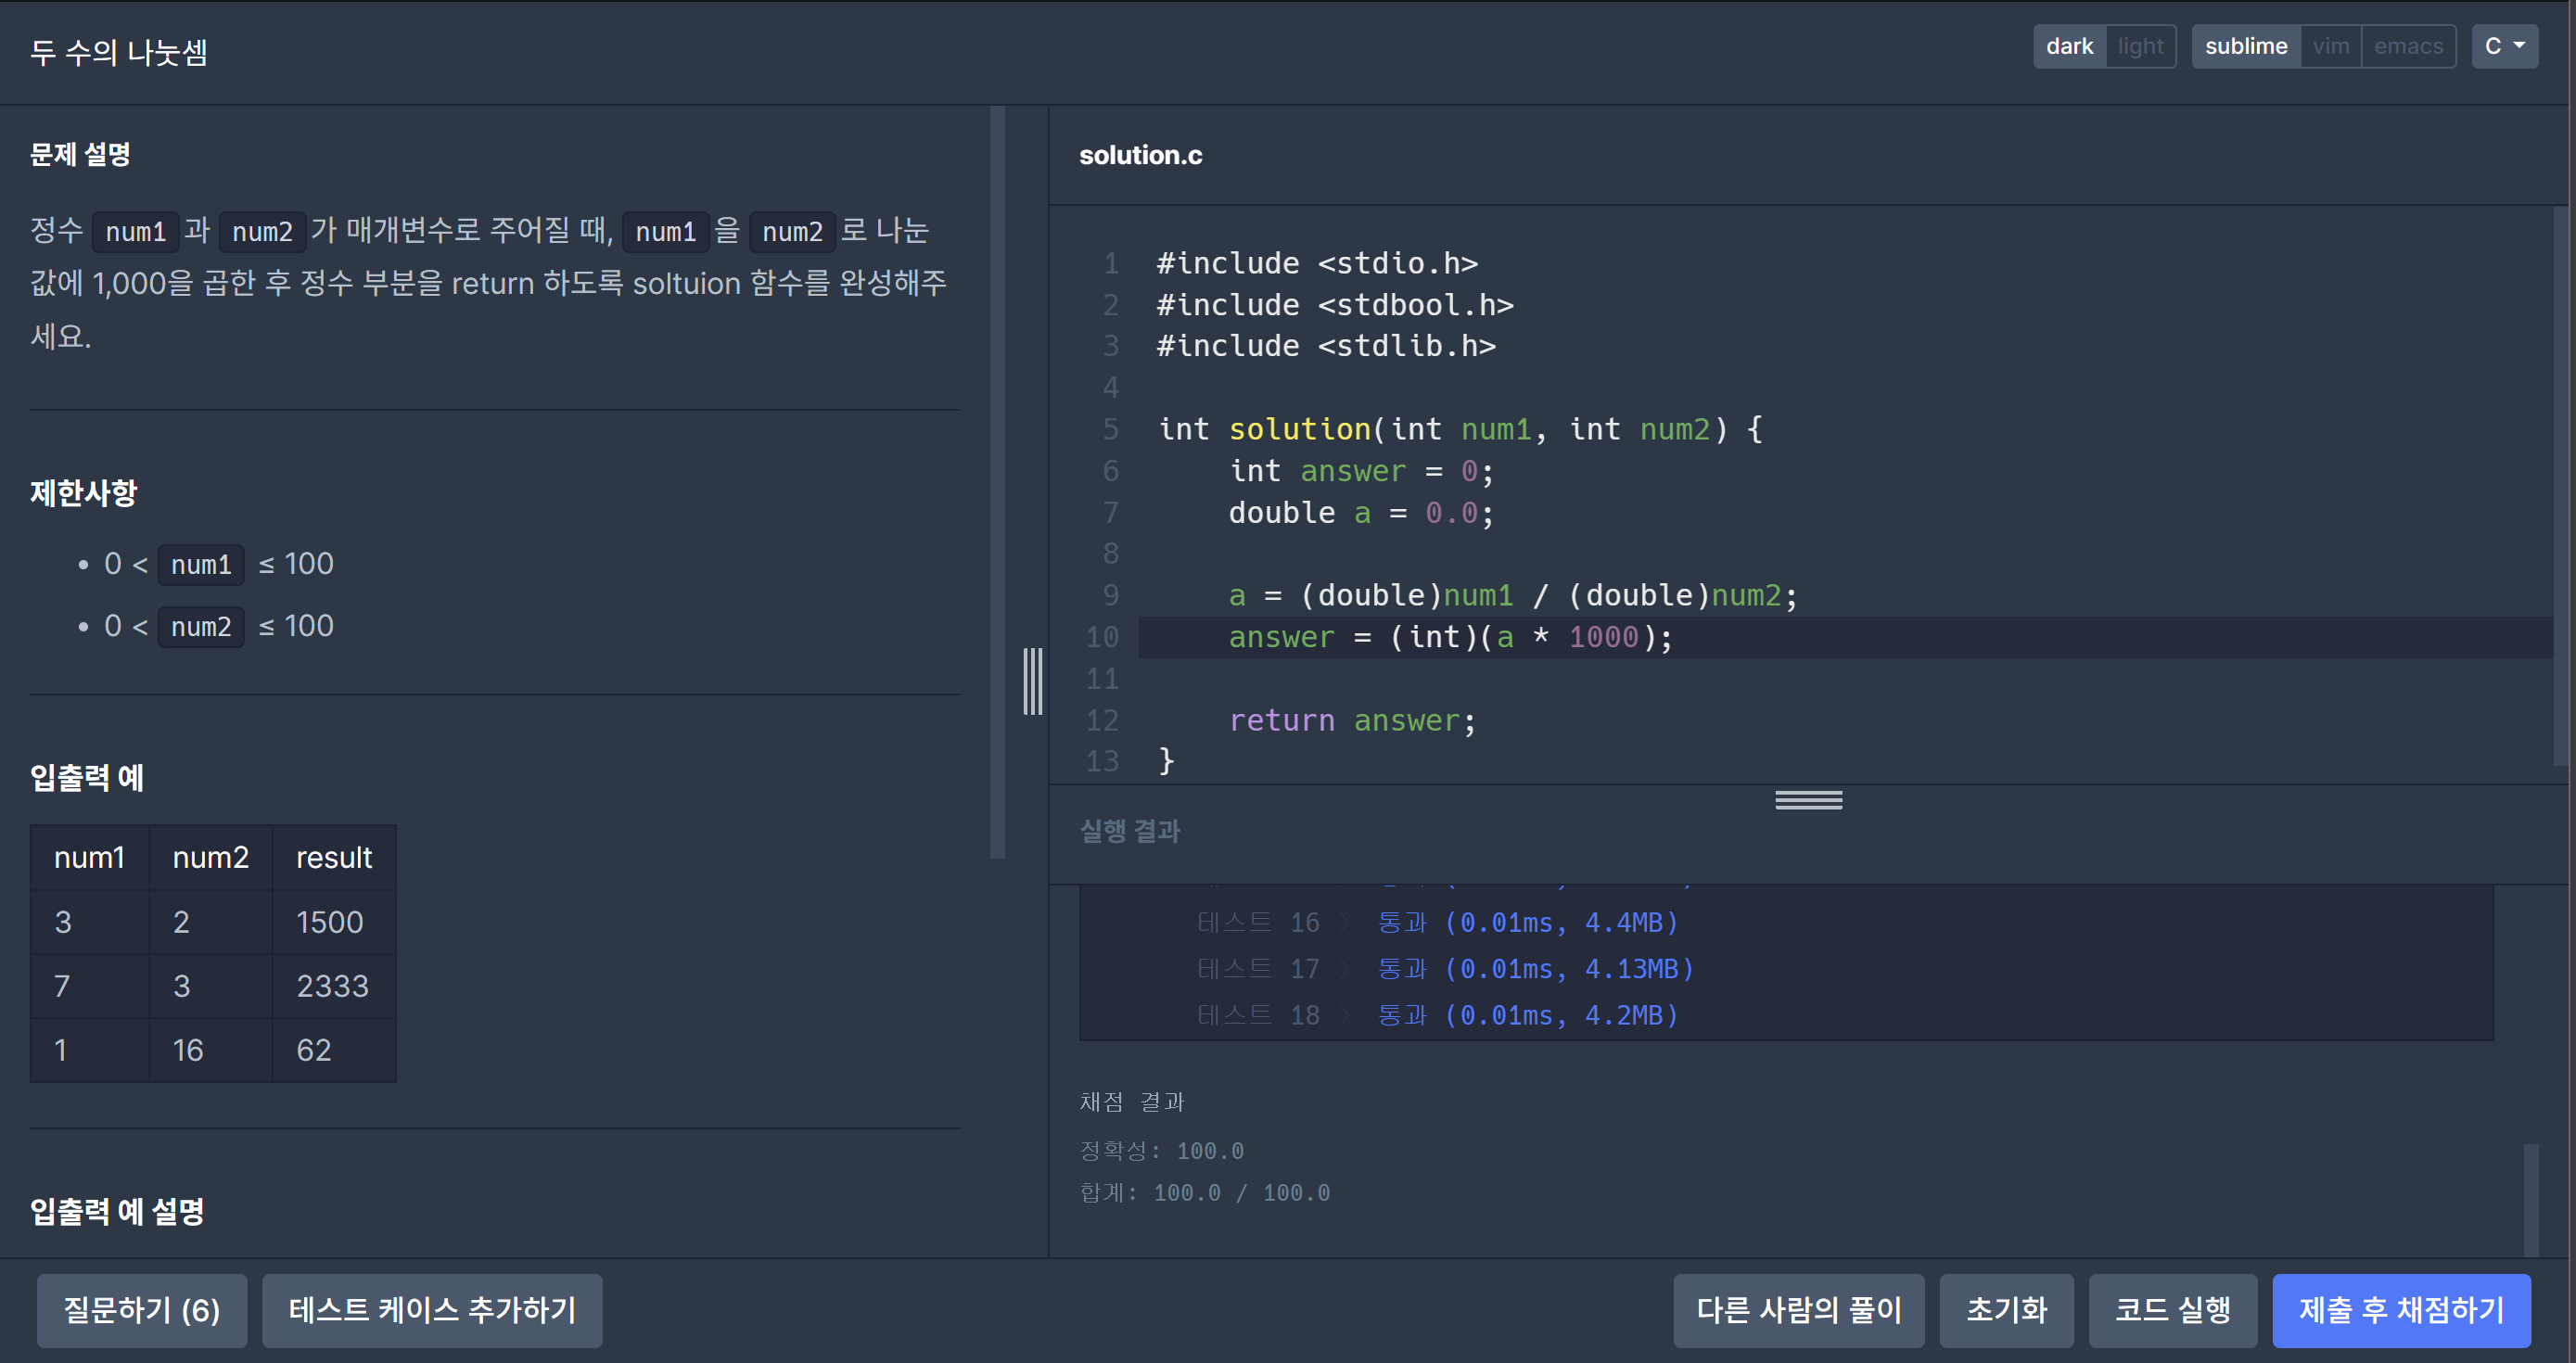 두 수의 나눗셈
dark light sublime vim emacs C
문제 설명
정수 num1 과 num2 가 매개변수로 주어질 때, num1 을 num2 로 나눈
값에 1,000을 곱한 후 정수 부분을 return 하도록 soltuion 함수를 완성해주
세요.
제한사항
• 0 < num1 ≤ 100
• 0 < num2 ≤ 100
입출력 예
num1 num2 result
3 2 1500
7 3 2333
1 16 62
입출력 예 설명
solution.c
1 #include <stdio.h>
2 #include <stdbool.h>
3 #include <stdlib.h>
4
5 int solution(int num1, int num2) {
6     int answer = 0;
7     double a = 0.0;
8
9     a = (double)num1 / (double)num2;
10     answer = (int)(a * 1000);
11
12     return answer;
13 }
실행 결과
테스트 16 〉 통과 (0.01ms, 4.4MB)
테스트 17 〉 통과 (0.01ms, 4.13MB)
테스트 18 〉 통과 (0.01ms, 4.2MB)
채점 결과
정확성: 100.0
합계: 100.0 / 100.0
질문하기 (6) 테스트 케이스 추가하기 다른 사람의 풀이 초기화 코드 실행 제출 후 채점하기